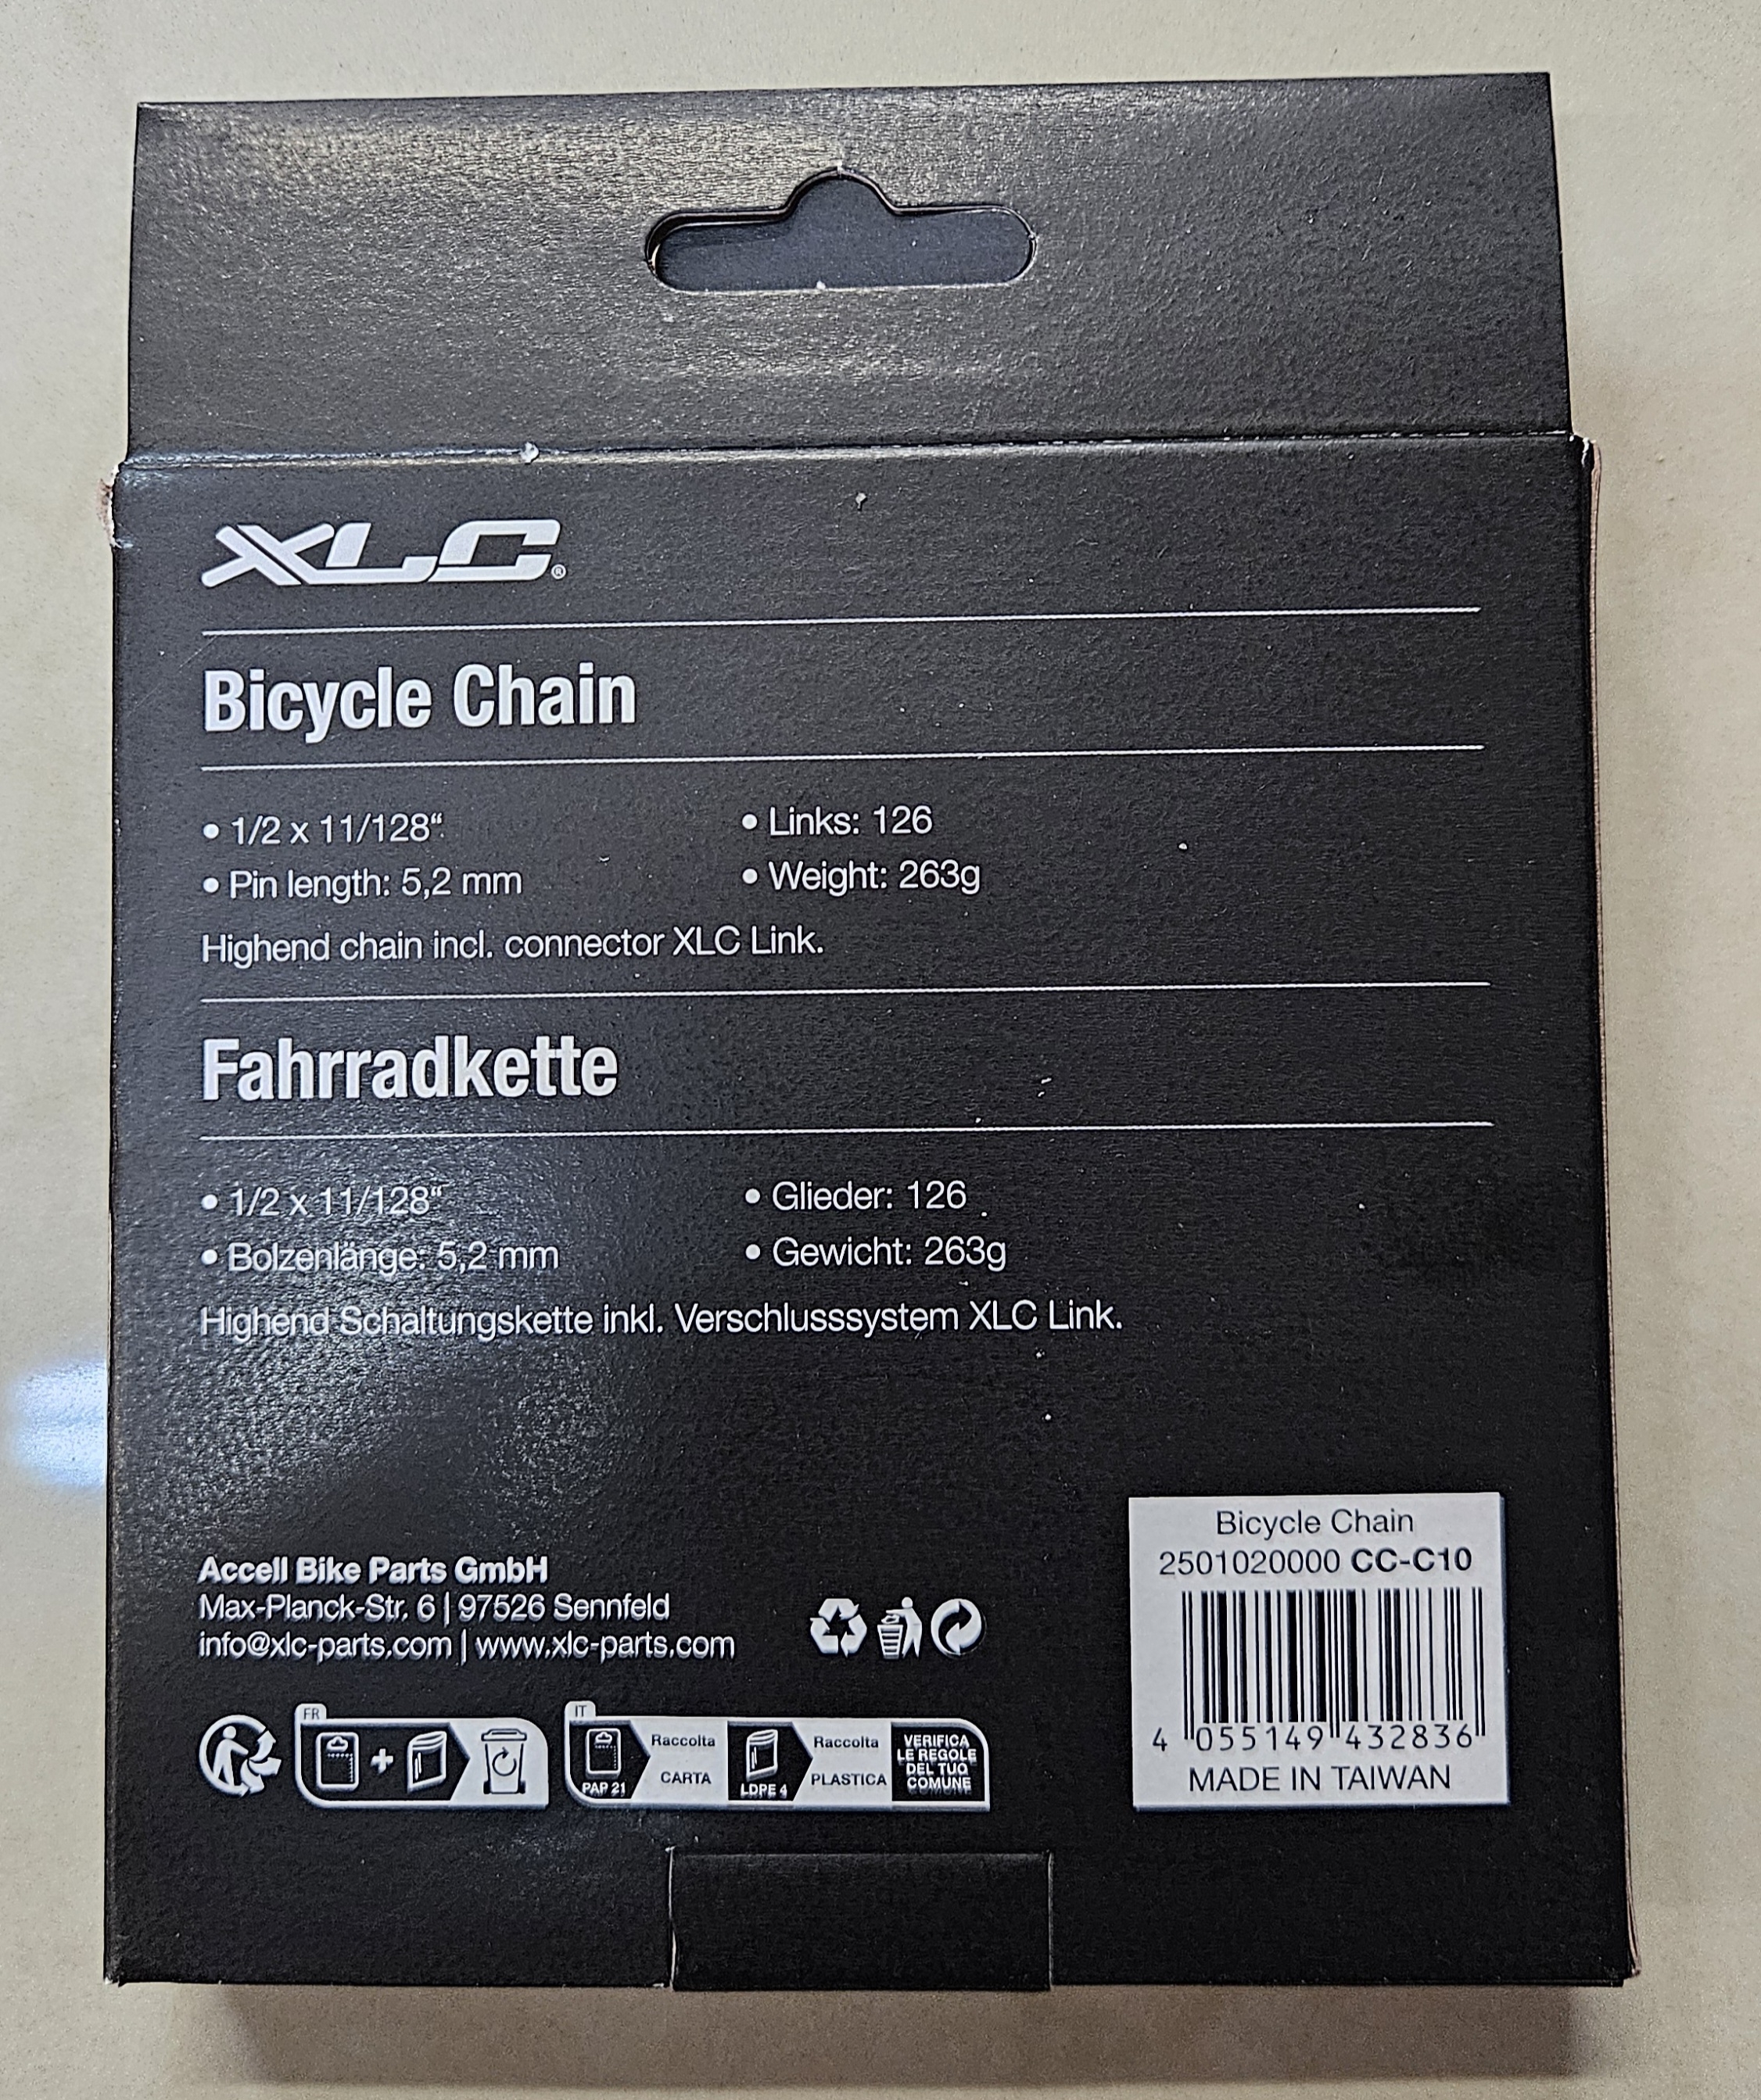 XLC®
Bicycle Chain
• 1/2 x 11/128“
• Pin length: 5,2 mm
• Links: 126
• Weight: 263g
Highend chain incl. connector XLC Link.
Fahrradkette
• 1/2 x 11/128“
• Bolzenlänge: 5,2 mm
• Glieder: 126
• Gewicht: 263g
Highend Schaltungskette inkl. Verschlusssystem XLC Link.
Accell Bike Parts GmbH
Max-Planck-Str. 6 | 97526 Sennfeld
info@xlc-parts.com | www.xlc-parts.com
FR
+
IT
PAP 21
Raccolta
CARTA
LDPE 4
Raccolta
PLASTICA
VERIFICA
LE REGOLE
DEL TUO
COMUNE
Bicycle Chain
2501020000 CC-C10
4 055149 432836
MADE IN TAIWAN